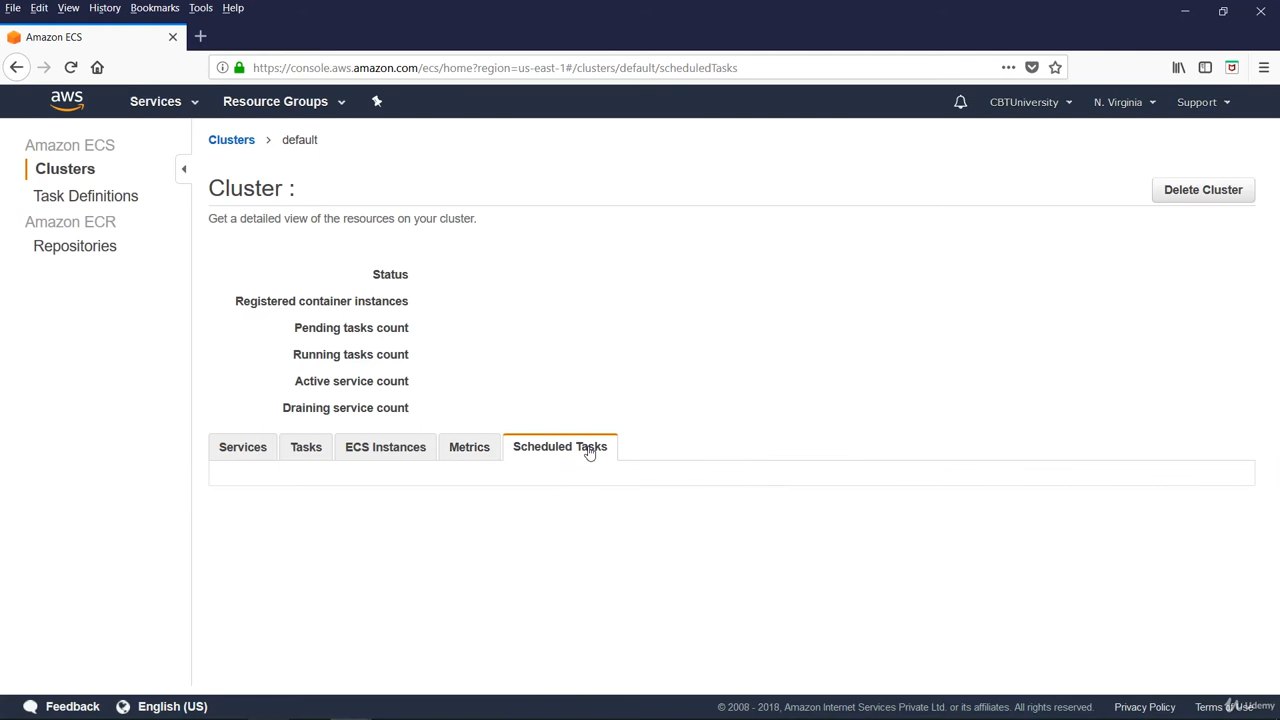 File Edit View History Bookmarks Tools Help
Amazon ECS
https://console.aws.amazon.com/ecs/home?region=us-east-1#/clusters/default/scheduledTasks
aws Services Resource Groups CBTUniversity N. Virginia Support
Amazon ECS
Clusters
Task Definitions
Amazon ECR
Repositories
Clusters > default
Cluster :
Delete Cluster
Get a detailed view of the resources on your cluster.
Status
Registered container instances
Pending tasks count
Running tasks count
Active service count
Draining service count
Services Tasks ECS Instances Metrics Scheduled Tasks
Feedback English (US) © 2008 - 2018, Amazon Internet Services Private Ltd. or its affiliates. All rights reserved. Privacy Policy Terms of Use
Udemy